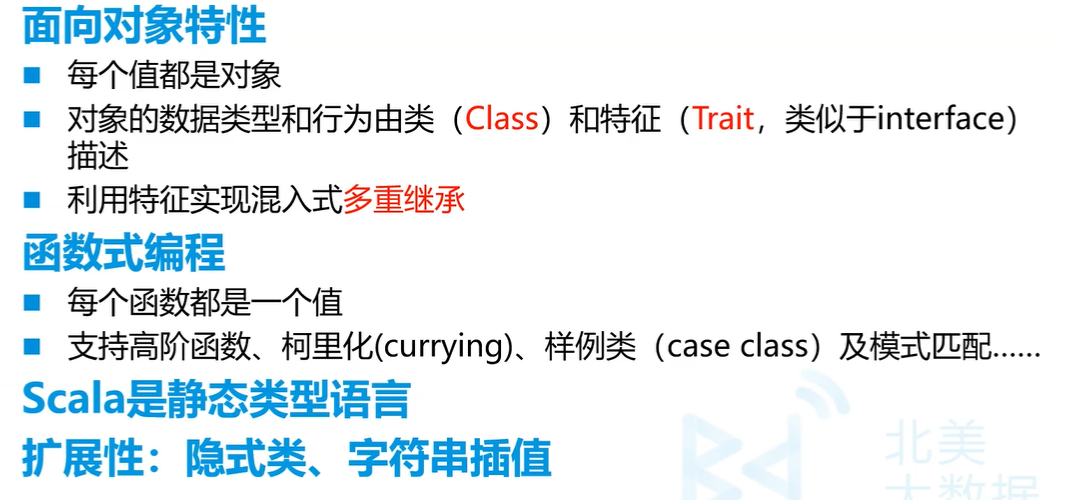 面向对象特性
■ 每个值都是对象
■ 对象的数据类型和行为由类（Class）和特征（Trait，类似于interface）
描述
■ 利用特征实现混入式多重继承
函数式编程
■ 每个函数都是一个值
■ 支持高阶函数、柯里化(currying)、样例类（case class）及模式匹配......
Scala是静态类型语言
扩展性：隐式类、字符串插值
北美
大数据